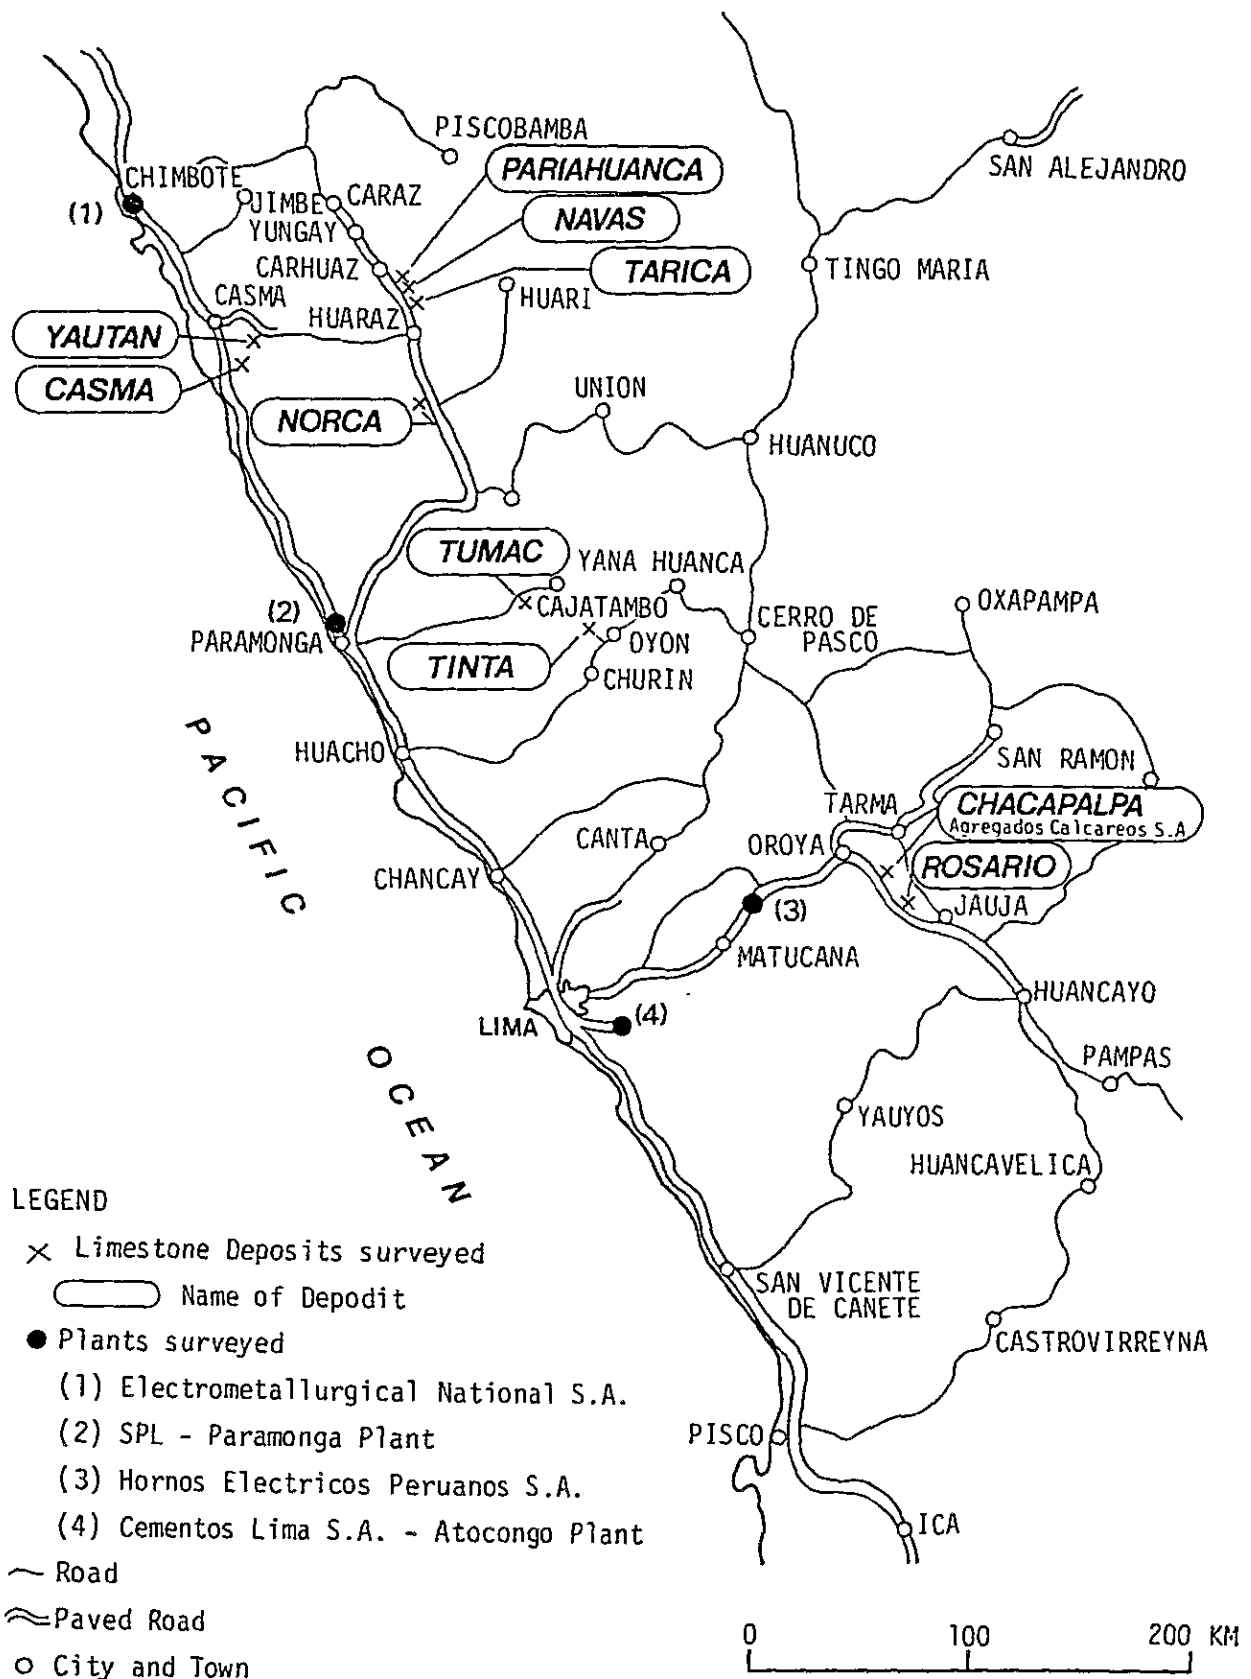 PISCOBAMBA
SAN ALEJANDRO
CHIMBOTE
PARIAHUANCA
(1)
JIMBE
CARAZ
NAVAS
YUNGAY
CARHUAZ
TARICA
TINGO MARIA
CASMA
HUARI
HUARAZ
YAUTAN
CASMA
UNION
NORCA
HUANUCO
TUMAC
YANA HUANCA
(2)
CAJATAMBO
OXAPAMPA
CERRO DE
PASCO
PARAMONGA
OYON
TINTA
CHURIN
PACIFIC
HUACHO
SAN RAMON
TARMA
CHACAPALPA
Agregados Calcareos S.A
CANTA
OROYA
ROSARIO
CHANCAY
(3)
JAUJA
MATUCANA
HUANCAYO
(4)
LIMA
OCEAN
PAMPAS
YAUYOS
HUANCAVELICA
SAN VICENTE
DE CANETE
CASTROVIRREYNA
PISCO
ICA
LEGEND
Limestone Deposits surveyed
Name of Depodit
Plants surveyed
(1) Electrometallurgical National S.A.
(2) SPL - Paramonga Plant
(3) Hornos Electricos Peruanos S.A.
(4) Cementos Lima S.A. - Atocongo Plant
Road
Paved Road
City and Town
0 100 200 KM